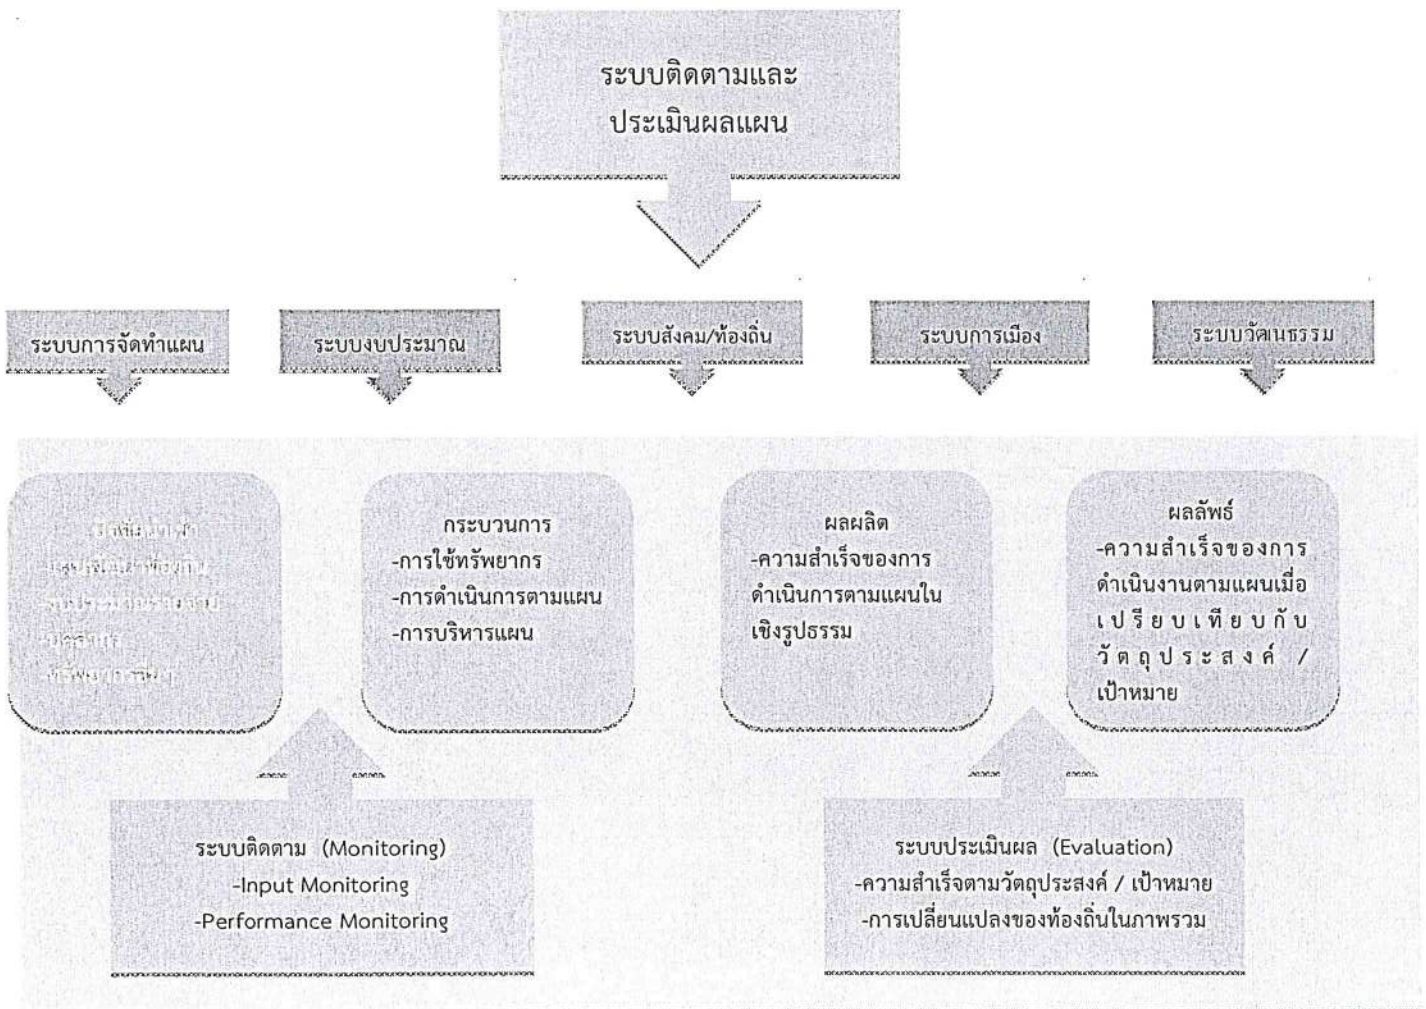 ระบบติดตามและ
ประเมินผลแผน
ระบบการจัดทำแผน
ระบบงบประมาณ
ระบบสังคม/ท้องถิ่น
ระบบการเมือง
ระบบวัฒนธรรม
กระบวนการ
-การใช้ทรัพยากร
-การดำเนินการตามแผน
-การบริหารแผน
ผลผลิต
-ความสำเร็จของการ
ดำเนินการตามแผนใน
เชิงรูปธรรม
ผลลัพธ์
-ความสำเร็จของการ
ดำเนินงานตามแผนเมื่อ
เปรียบเทียบกับ
วัตถุประสงค์ /
เป้าหมาย
ระบบติดตาม (Monitoring)
-Input Monitoring
-Performance Monitoring
ระบบประเมินผล (Evaluation)
-ความสำเร็จตามวัตถุประสงค์ / เป้าหมาย
-การเปลี่ยนแปลงของท้องถิ่นในภาพรวม